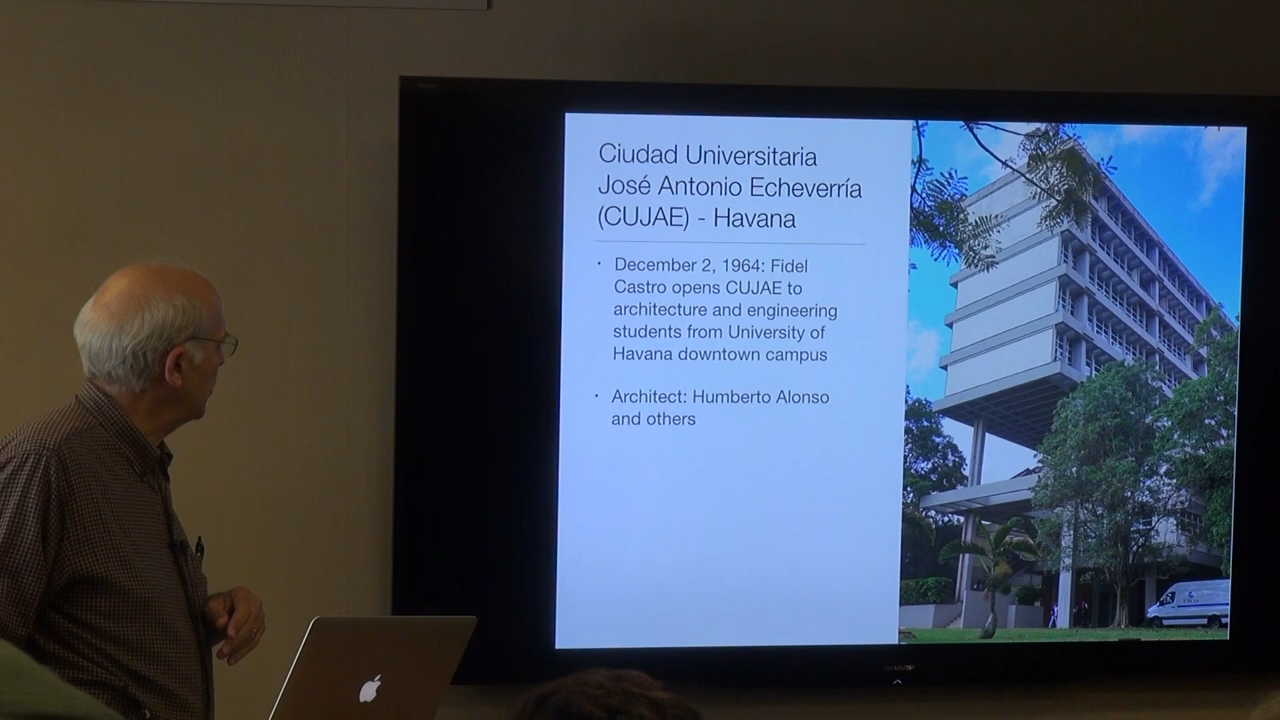 Ciudad Universitaria
José Antonio Echeverría
(CUJAE) - Havana
· December 2, 1964: Fidel
Castro opens CUJAE to
architecture and engineering
students from University of
Havana downtown campus
· Architect: Humberto Alonso
and others
SHARP